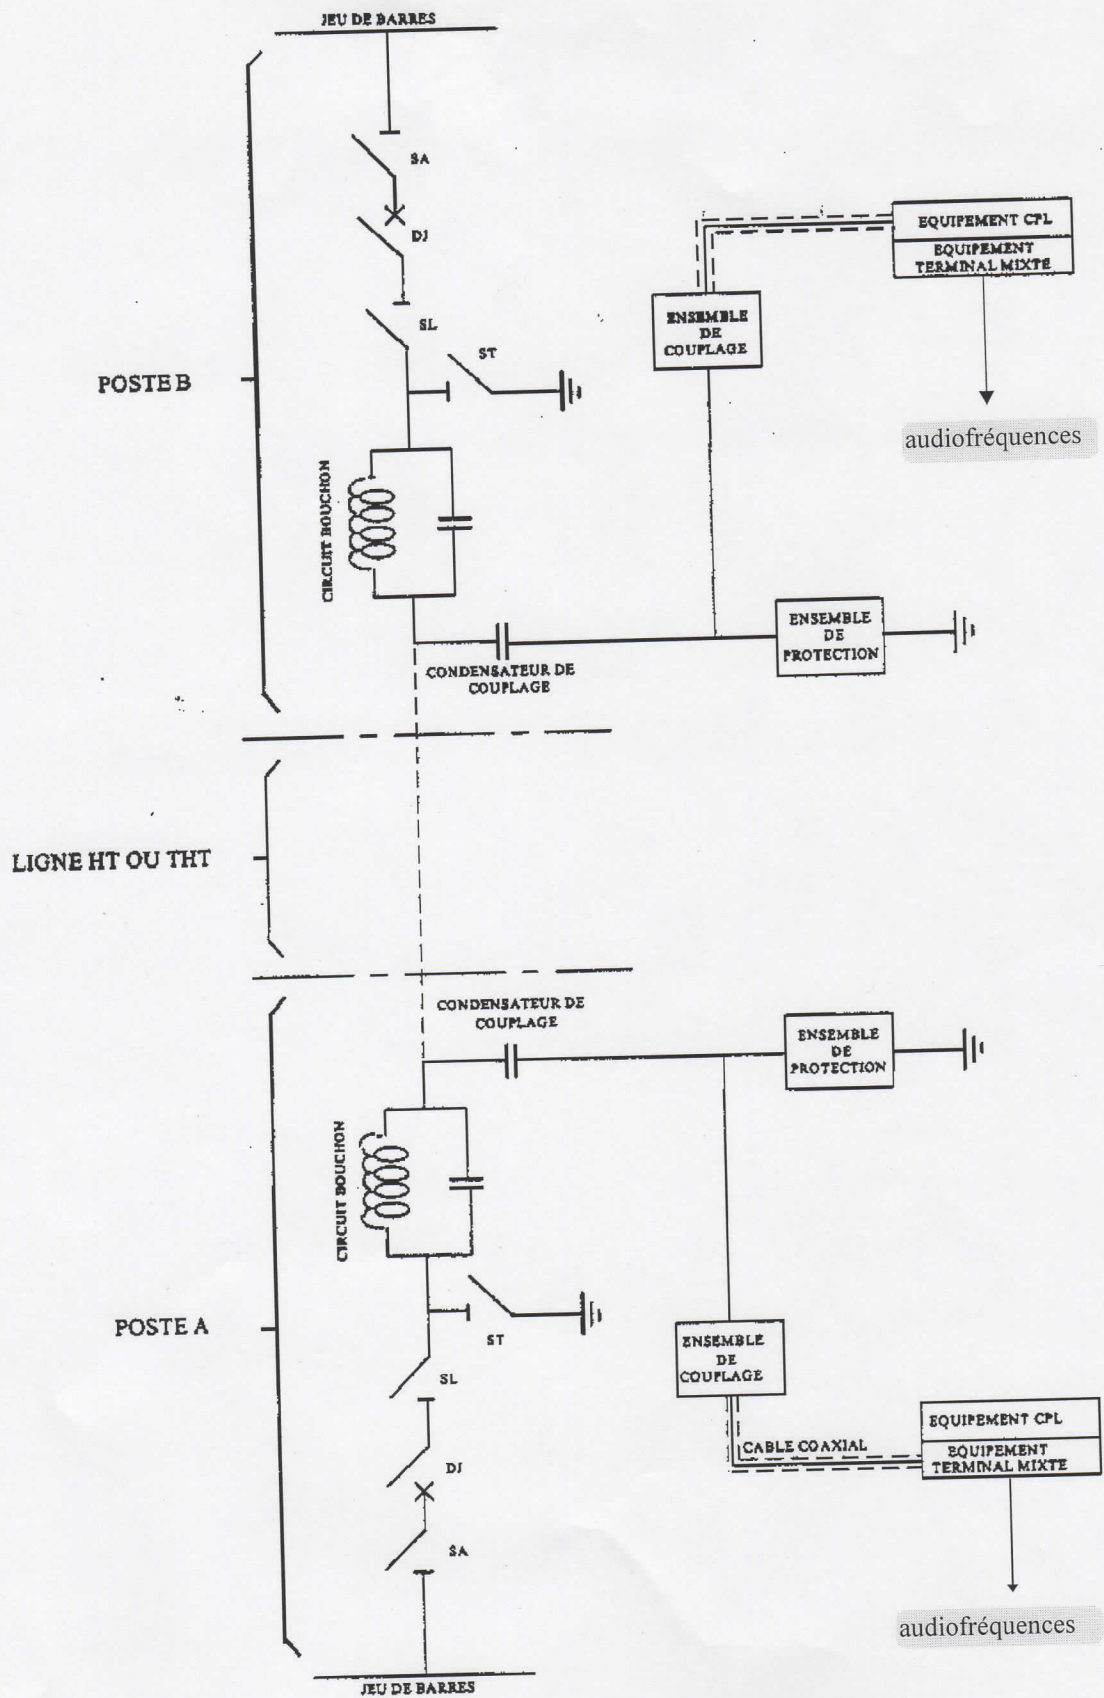 JEU DE BARRES
SA
DJ
SL
ST
POSTE B
CIRCUIT BOUCHON
CONDENSATEUR DE
COUPLAGE
EQUIPEMENT CPL
EQUIPEMENT
TERMINAL MIXTE
ENSEMBLE
DE
COUPLAGE
audiofréquences
ENSEMBLE
DE
PROTECTION
LIGNE HT OU THT
CONDENSATEUR DE
COUPLAGE
ENSEMBLE
DE
PROTECTION
CIRCUIT BOUCHON
POSTE A
ST
SL
DJ
SA
ENSEMBLE
DE
COUPLAGE
CABLE COAXIAL
EQUIPEMENT CPL
EQUIPEMENT
TERMINAL MIXTE
audiofréquences
JEU DE BARRES